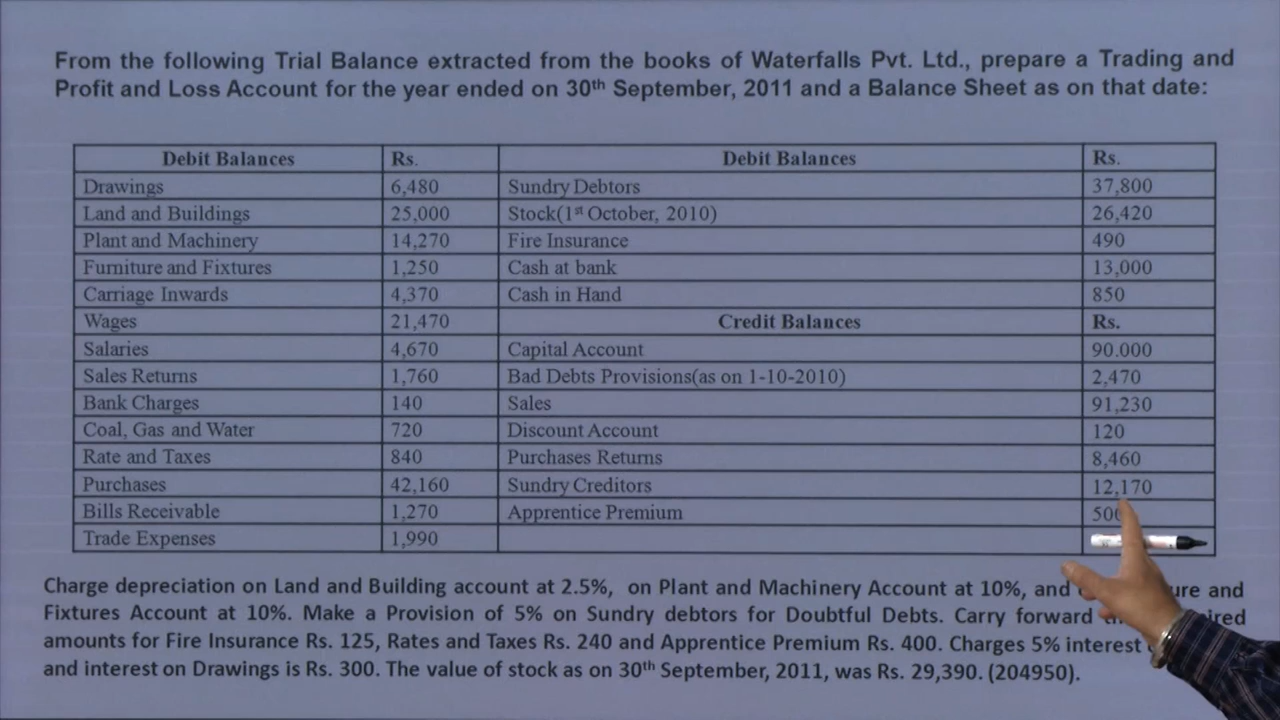 From the following Trial Balance extracted from the books of Waterfalls Pvt. Ltd., prepare a Trading and
Profit and Loss Account for the year ended on 30th September, 2011 and a Balance Sheet as on that date:
Debit Balances Rs. Debit Balances Rs.
Drawings 6,480 Sundry Debtors 37,800
Land and Buildings 25,000 Stock(1st October, 2010) 26,420
Plant and Machinery 14,270 Fire Insurance 490
Furniture and Fixtures 1,250 Cash at bank 13,000
Carriage Inwards 4,370 Cash in Hand 850
Wages 21,470 Credit Balances Rs.
Salaries 4,670 Capital Account 90.000
Sales Returns 1,760 Bad Debts Provisions(as on 1-10-2010) 2,470
Bank Charges 140 Sales 91,230
Coal, Gas and Water 720 Discount Account 120
Rate and Taxes 840 Purchases Returns 8,460
Purchases 42,160 Sundry Creditors 12,170
Bills Receivable 1,270 Apprentice Premium
Trade Expenses 1,990
Charge depreciation on Land and Building account at 2.5%, on Plant and Machinery Account at 10%, and and
Fixtures Account at 10%. Make a Provision of 5% on Sundry debtors for Doubtful Debts. Carry forward
amounts for Fire Insurance Rs. 125, Rates and Taxes Rs. 240 and Apprentice Premium Rs. 400. Charges 5% interest
and interest on Drawings is Rs. 300. The value of stock as on 30th September, 2011, was Rs. 29,390. (204950).